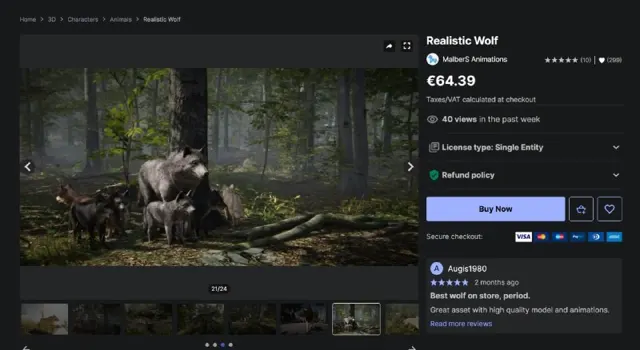 Home > 3D > Characters > Animals > Realistic Wolf
Realistic Wolf
MalberS Animations
(10) | (299)
€64.39
Taxes/VAT calculated at checkout
40 views in the past week
License type: Single Entity
Refund policy
Buy Now
Secure checkout:
VISA
21/24
A Augis1980
2 months ago
Best wolf on store, period.
Great asset with high quality model and animations.
Read more reviews